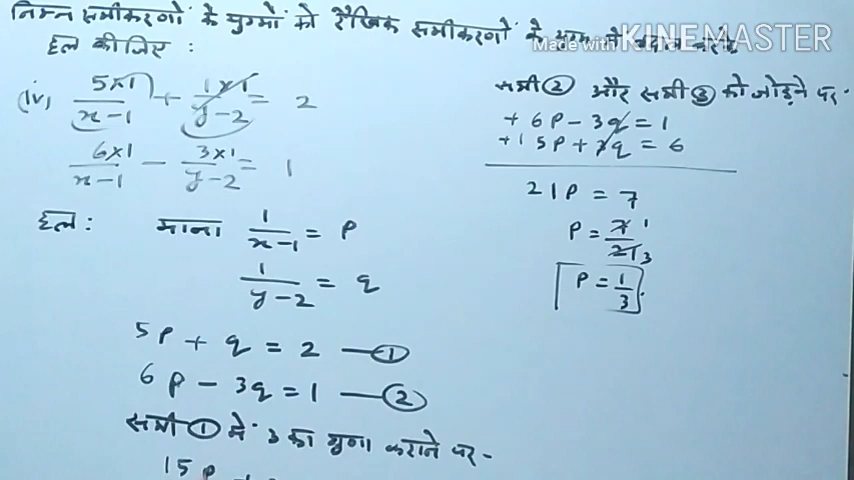 निम्न समीकरणों के युग्मों को रैखिक समीकरणों के
हल कीजिए :
Made with KINEMASTER
(iv) 5×1/x-1 + 1×1/y-2 = 2
6×1/x-1 - 3×1/y-2 = 1
हल : माना 1/x-1 = p
1/y-2 = q
5p + q = 2 —①
6p - 3q = 1 —②
समी ① में 3 का गुणा कराने पर -
15p +
समी ② और समी ③ को जोड़ने पर.
+ 6p - 3q = 1
+15p + 3q = 6
21p = 7
p = 7 1/21 3
p = 1/3.